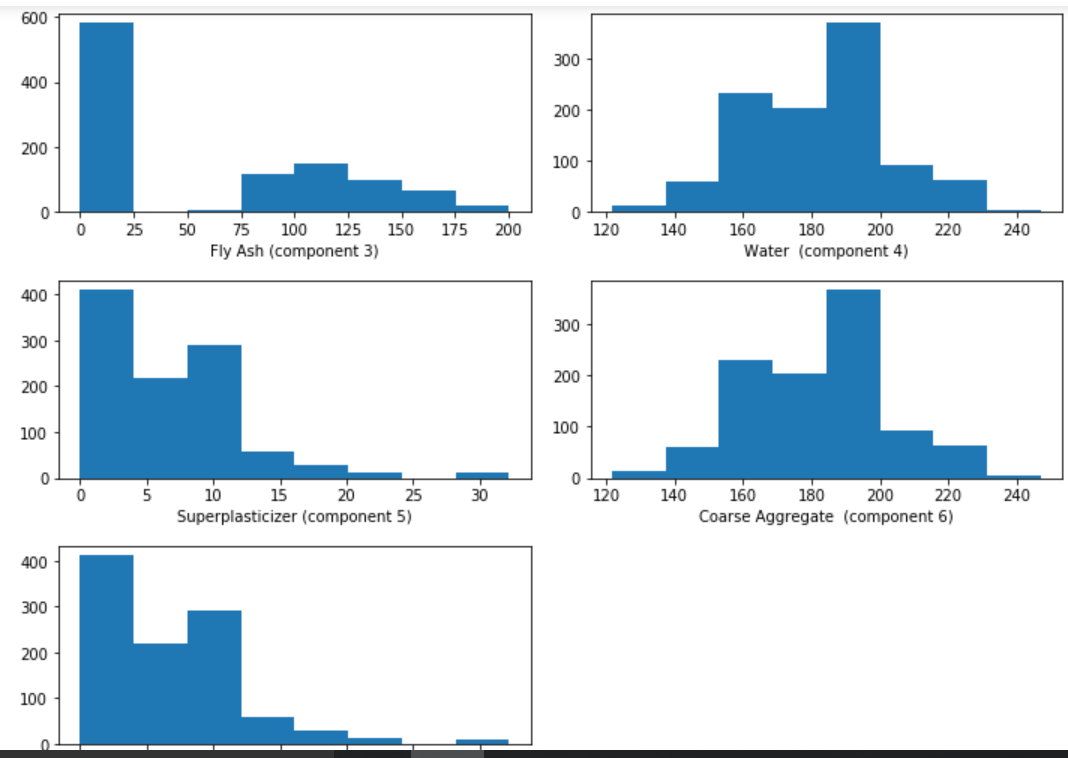 600
400
200
0
0 25 50 75 100 125 150 175 200
Fly Ash (component 3)
300
200
100
0
120 140 160 180 200 220 240
Water  (component 4)
400
300
200
100
0
0 5 10 15 20 25 30
Superplasticizer (component 5)
300
200
100
0
120 140 160 180 200 220 240
Coarse Aggregate  (component 6)
400
300
200
100
0